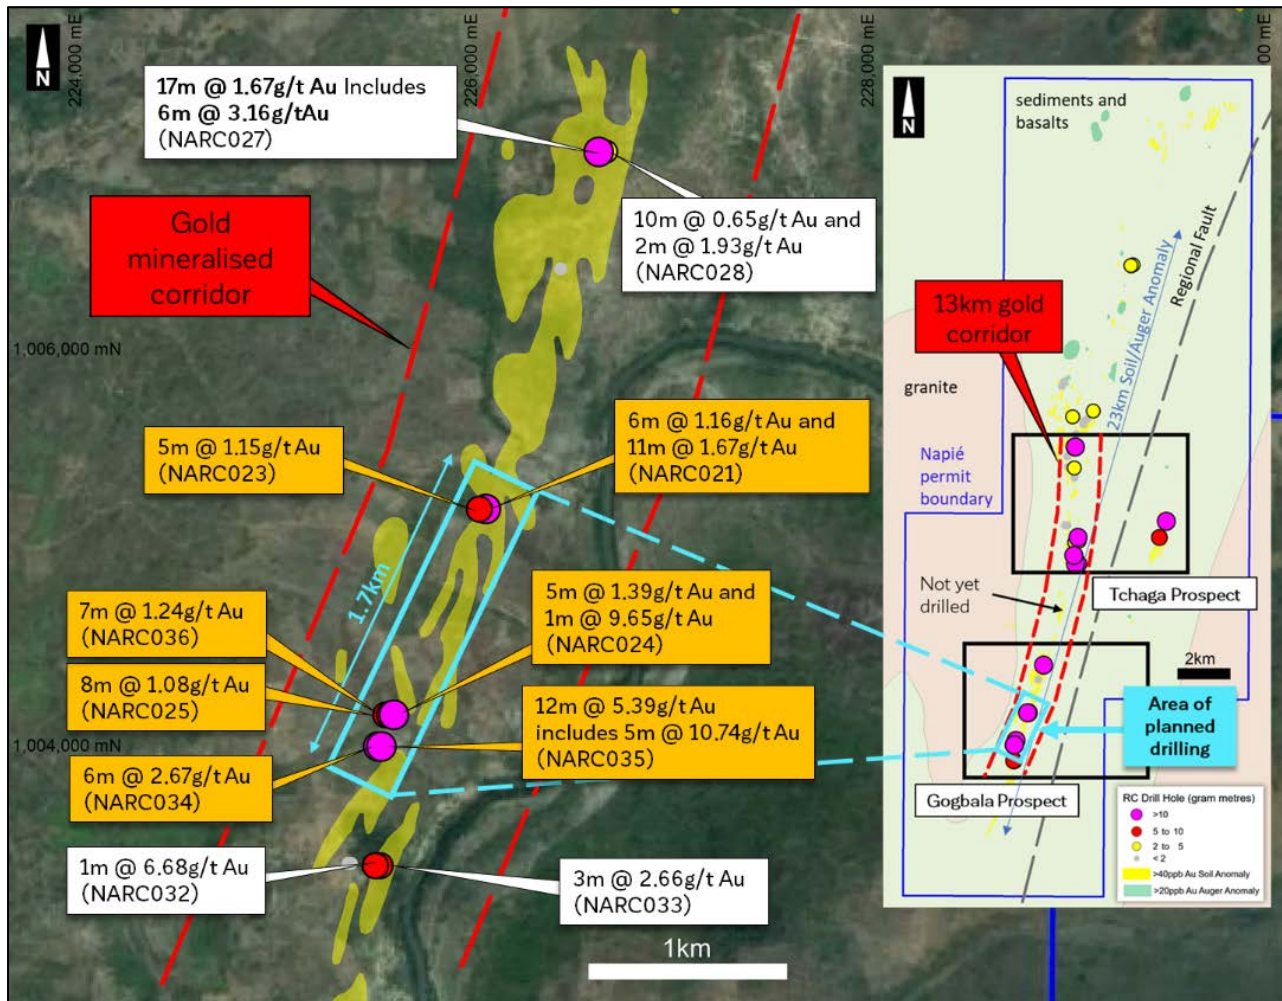 N
224,000 mE
226,000 mE
228,000 mE
00 mE
17m @ 1.67g/t Au Includes
6m @ 3.16g/tAu
(NARC027)
Gold
mineralised
corridor
10m @ 0.65g/t Au and
2m @ 1.93g/t Au
(NARC028)
1,006,000 mN
5m @ 1.15g/t Au
(NARC023)
6m @ 1.16g/t Au and
11m @ 1.67g/t Au
(NARC021)
1.7km
7m @ 1.24g/t Au
(NARC036)
5m @ 1.39g/t Au and
1m @ 9.65g/t Au
(NARC024)
8m @ 1.08g/t Au
(NARC025)
12m @ 5.39g/t Au
includes 5m @ 10.74g/t Au
(NARC035)
1,004,000 mN
6m @ 2.67g/t Au
(NARC034)
1m @ 6.68g/t Au
(NARC032)
3m @ 2.66g/t Au
(NARC033)
1km
N
sediments and
basalts
Regional Fault
23km Soil/Auger Anomaly
13km gold
corridor
granite
Napié
permit
boundary
Not yet
drilled
Tchaga Prospect
2km
Area of
planned
drilling
Gogbala Prospect
RC Drill Hole (gram metres)
>10
5 to 10
2 to 5
<2
>40ppb Au Soil Anomaly
>20ppb Au Auger Anomaly